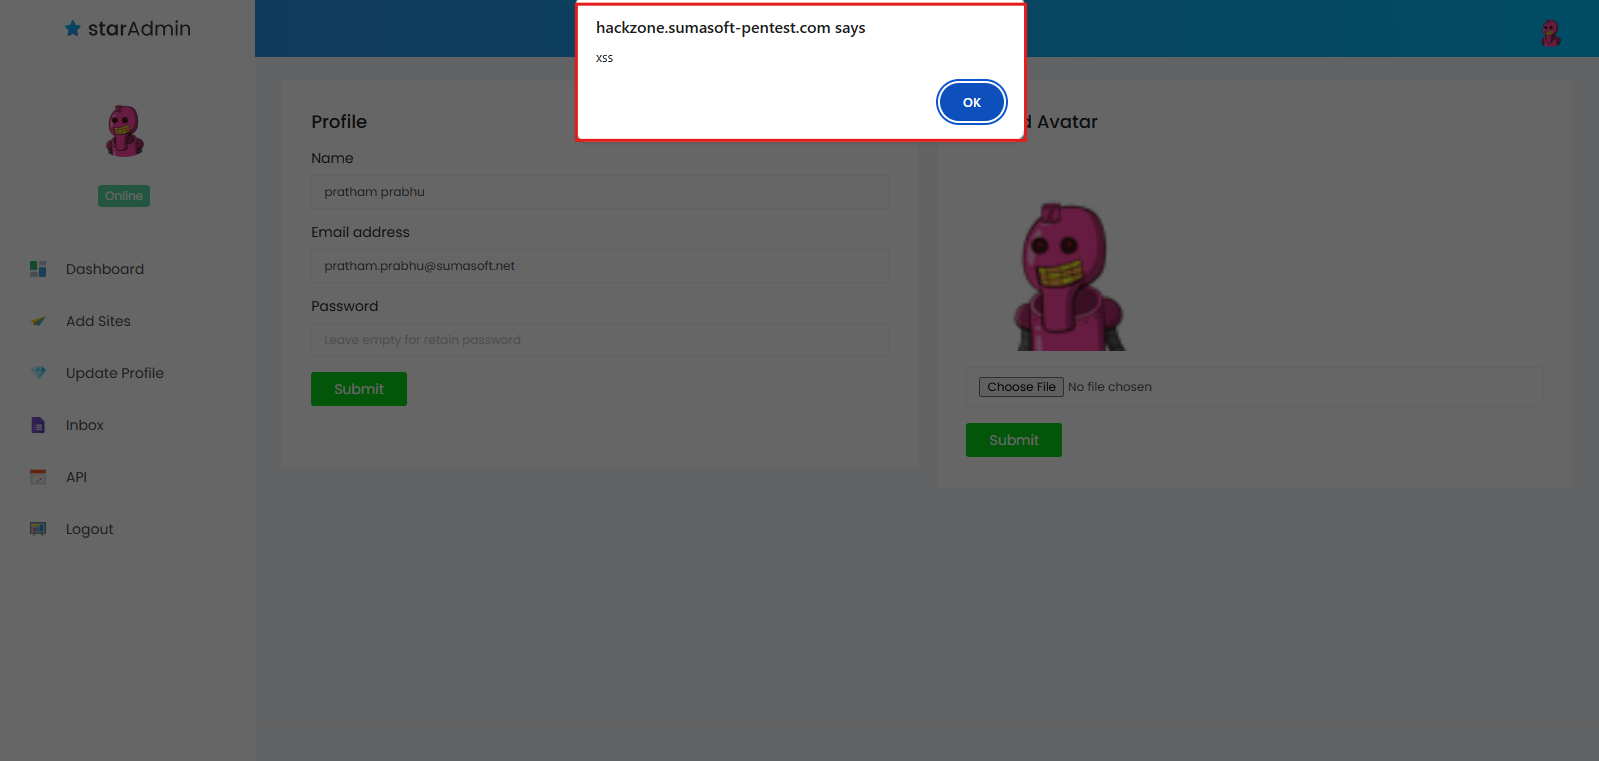 starAdmin
hackzone.sumasoft-pentest.com says
xss
OK
Online
Dashboard
Add Sites
Update Profile
Inbox
API
Logout
Profile
Name
pratham prabhu
Email address
pratham.prabhu@sumasoft.net
Password
Leave empty for retain password
Submit
Avatar
Choose File No file chosen
Submit